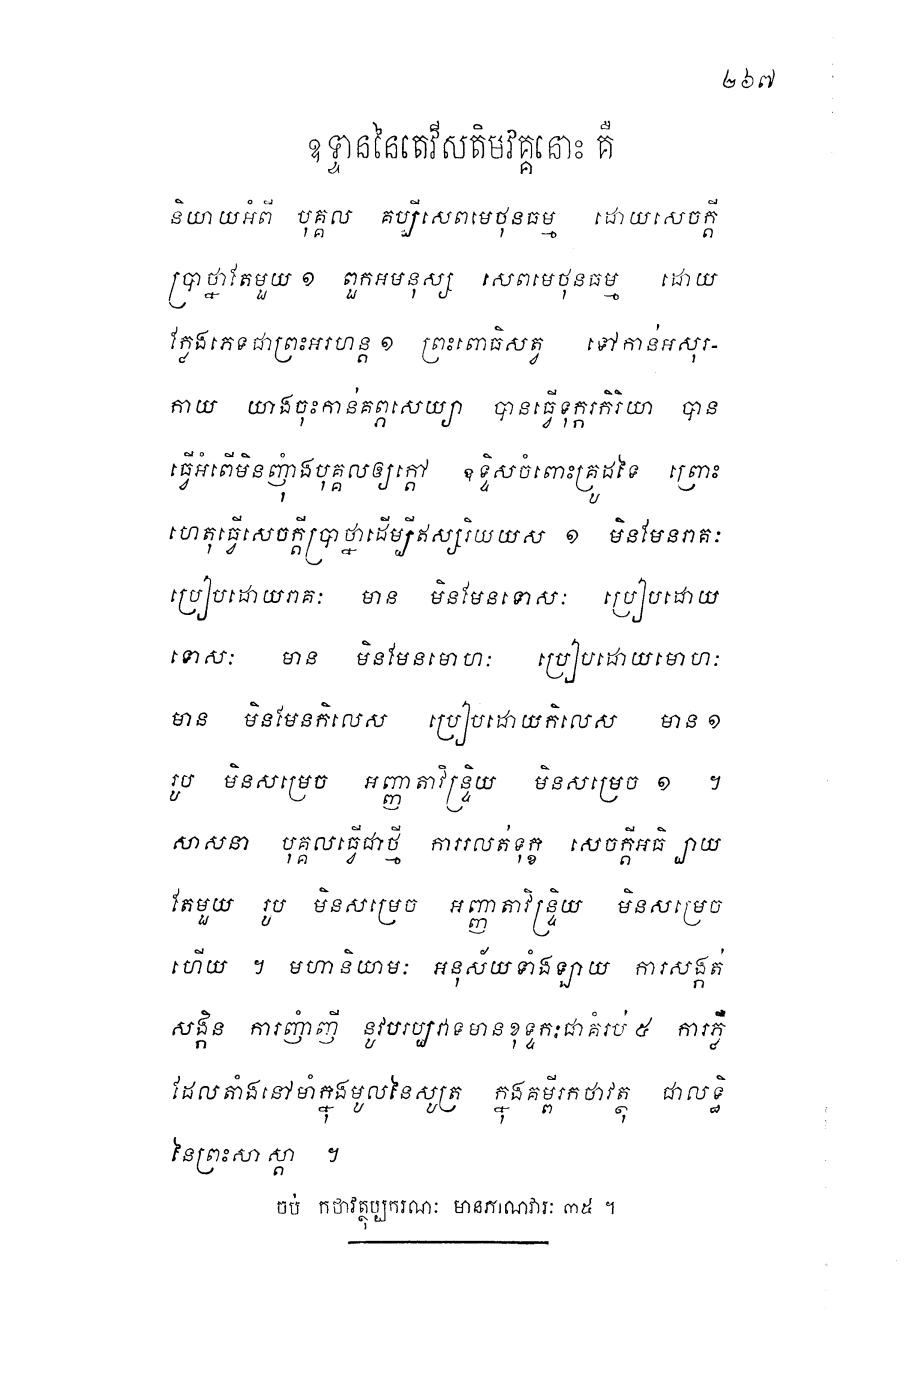 ២៦៧
ឧទ្ទាននៃតេវីសតិមវគ្គនោះ គឺ
និយាយអំពី បុគ្គល គប្បីសេពមេថុនធម្ម ដោយសេចក្តី
ប្រាថ្នាតែមួយ ១ ពួកអមនុស្ស សេពមេថុនធម្ម ដោយ
ក្លែងភេទជាព្រះអរហន្ត ១ ព្រះពោធិសត្វ ទៅកាន់អសុរ-
កាយ យាងចុះកាន់គព្ភសេយ្យា បានធ្វើទុក្ករកិរិយា បាន
ធ្វើអំពើមិនញ៉ាំងបុគ្គលឲ្យក្តៅ ឧទ្ទិសចំពោះគ្រូដទៃ ព្រោះ
ហេតុធ្វើសេចក្តីប្រាថ្នាដើម្បីឥស្សរិយយស ១ មិនមែនរាគៈ
ប្រៀបដោយរាគៈ មាន មិនមែនទោសៈ ប្រៀបដោយ
ទោសៈ មាន មិនមែនមោហៈ ប្រៀបដោយមោហៈ
មាន មិនមែនកិលេស ប្រៀបដោយកិលេស មាន ១
រូប មិនសម្រេច អញ្ញាតាវិន្ទ្រិយ មិនសម្រេច ១ ។
សាសនា បុគ្គលធ្វើជាថ្មី ការរលត់ទុក្ខ សេចក្តីអធិប្បាយ
តែមួយ រូប មិនសម្រេច អញ្ញាតាវិន្ទ្រិយ មិនសម្រេច
ហើយ ។ មហានិយាមៈ អនុស័យទាំងឡាយ ការសង្កត់
សង្កិន ការញាំញី នូវបរប្បវាទមានខុទ្ទកៈជាគំរប់ ៥ ការភ្លឺ
ដែលតាំងនៅមាំក្នុងមូលនៃសូត្រ ក្នុងគម្ពីរកថាវត្ថុ ជាលទ្ធិ
នៃព្រះសាស្តា ។
ចប់ កថាវត្ថុប្បករណៈ មានភាណវារៈ ៣៥ ។